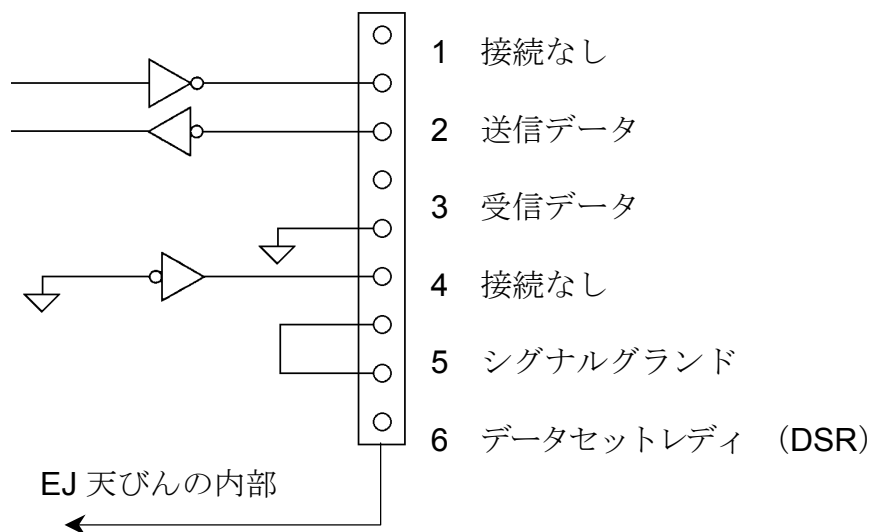 1 接続なし
2 送信データ
3 受信データ
4 接続なし
5 シグナルグランド
6 データセットレディ (DSR)
EJ 天びんの内部